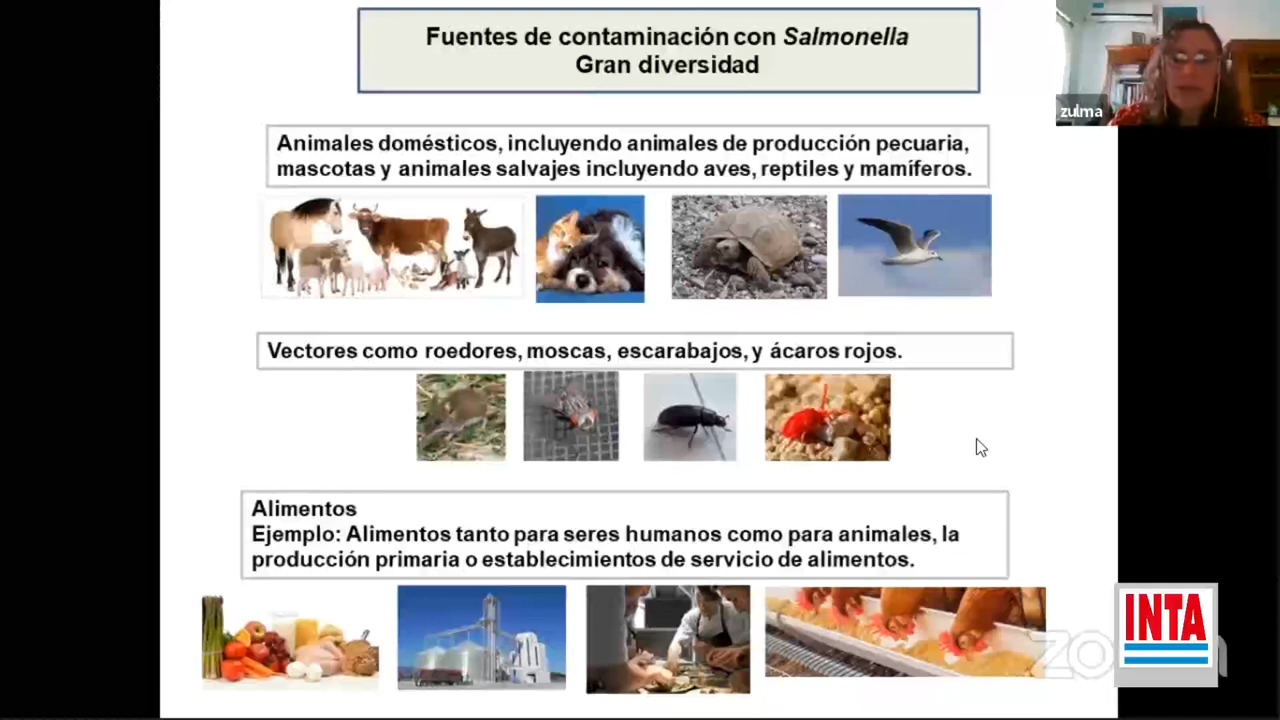 Fuentes de contaminación con Salmonella
Gran diversidad
zulma
Animales domésticos, incluyendo animales de producción pecuaria,
mascotas y animales salvajes incluyendo aves, reptiles y mamíferos.
Vectores como roedores, moscas, escarabajos, y ácaros rojos.
Alimentos
Ejemplo: Alimentos tanto para seres humanos como para animales, la
producción primaria o establecimientos de servicio de alimentos.
INTA